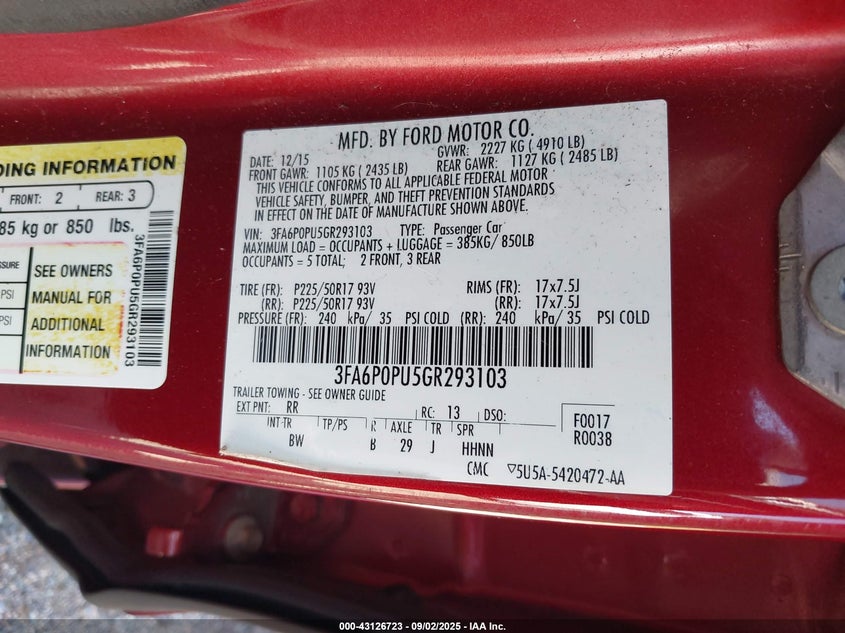 DING INFORMATION
FRONT: 2 REAR: 3
85 kg or 850 lbs.
SSURE
PSI
PSI
SEE OWNERS
MANUAL FOR
ADDITIONAL
INFORMATION
3FA6P0PU5GR293103
MFD. BY FORD MOTOR CO.
DATE: 12/15 GVWR: 2227 KG ( 4910 LB)
FRONT GAWR: 1105 KG ( 2435 LB) REAR GAWR: 1127 KG ( 2485 LB)
THIS VEHICLE CONFORMS TO ALL APPLICABLE FEDERAL MOTOR
VEHICLE SAFETY, BUMPER, AND THEFT PREVENTION STANDARDS
IN EFFECT ON THE DATE OF MANUFACTURE SHOWN ABOVE.
VIN: 3FA6P0PU5GR293103 TYPE: Passenger Car
MAXIMUM LOAD = OCCUPANTS + LUGGAGE = 385KG/ 850LB
OCCUPANTS = 5 TOTAL; 2 FRONT, 3 REAR
TIRE (FR): P225/50R17 93V RIMS (FR): 17x7.5J
(RR): P225/50R17 93V (RR): 17x7.5J
PRESSURE (FR): 240 kPa/ 35 PSI COLD (RR): 240 kPa/ 35 PSI COLD
3FA6P0PU5GR293103
TRAILER TOWING - SEE OWNER GUIDE
EXT PNT: RR RC: 13 DSO: F0017
INT TR TP/PS R AXLE TR SPR R0038
BW B 29 J HHNN
CMC ▽5U5A-5420472-AA
000-43126723 - 09/02/2025 - IAA Inc.